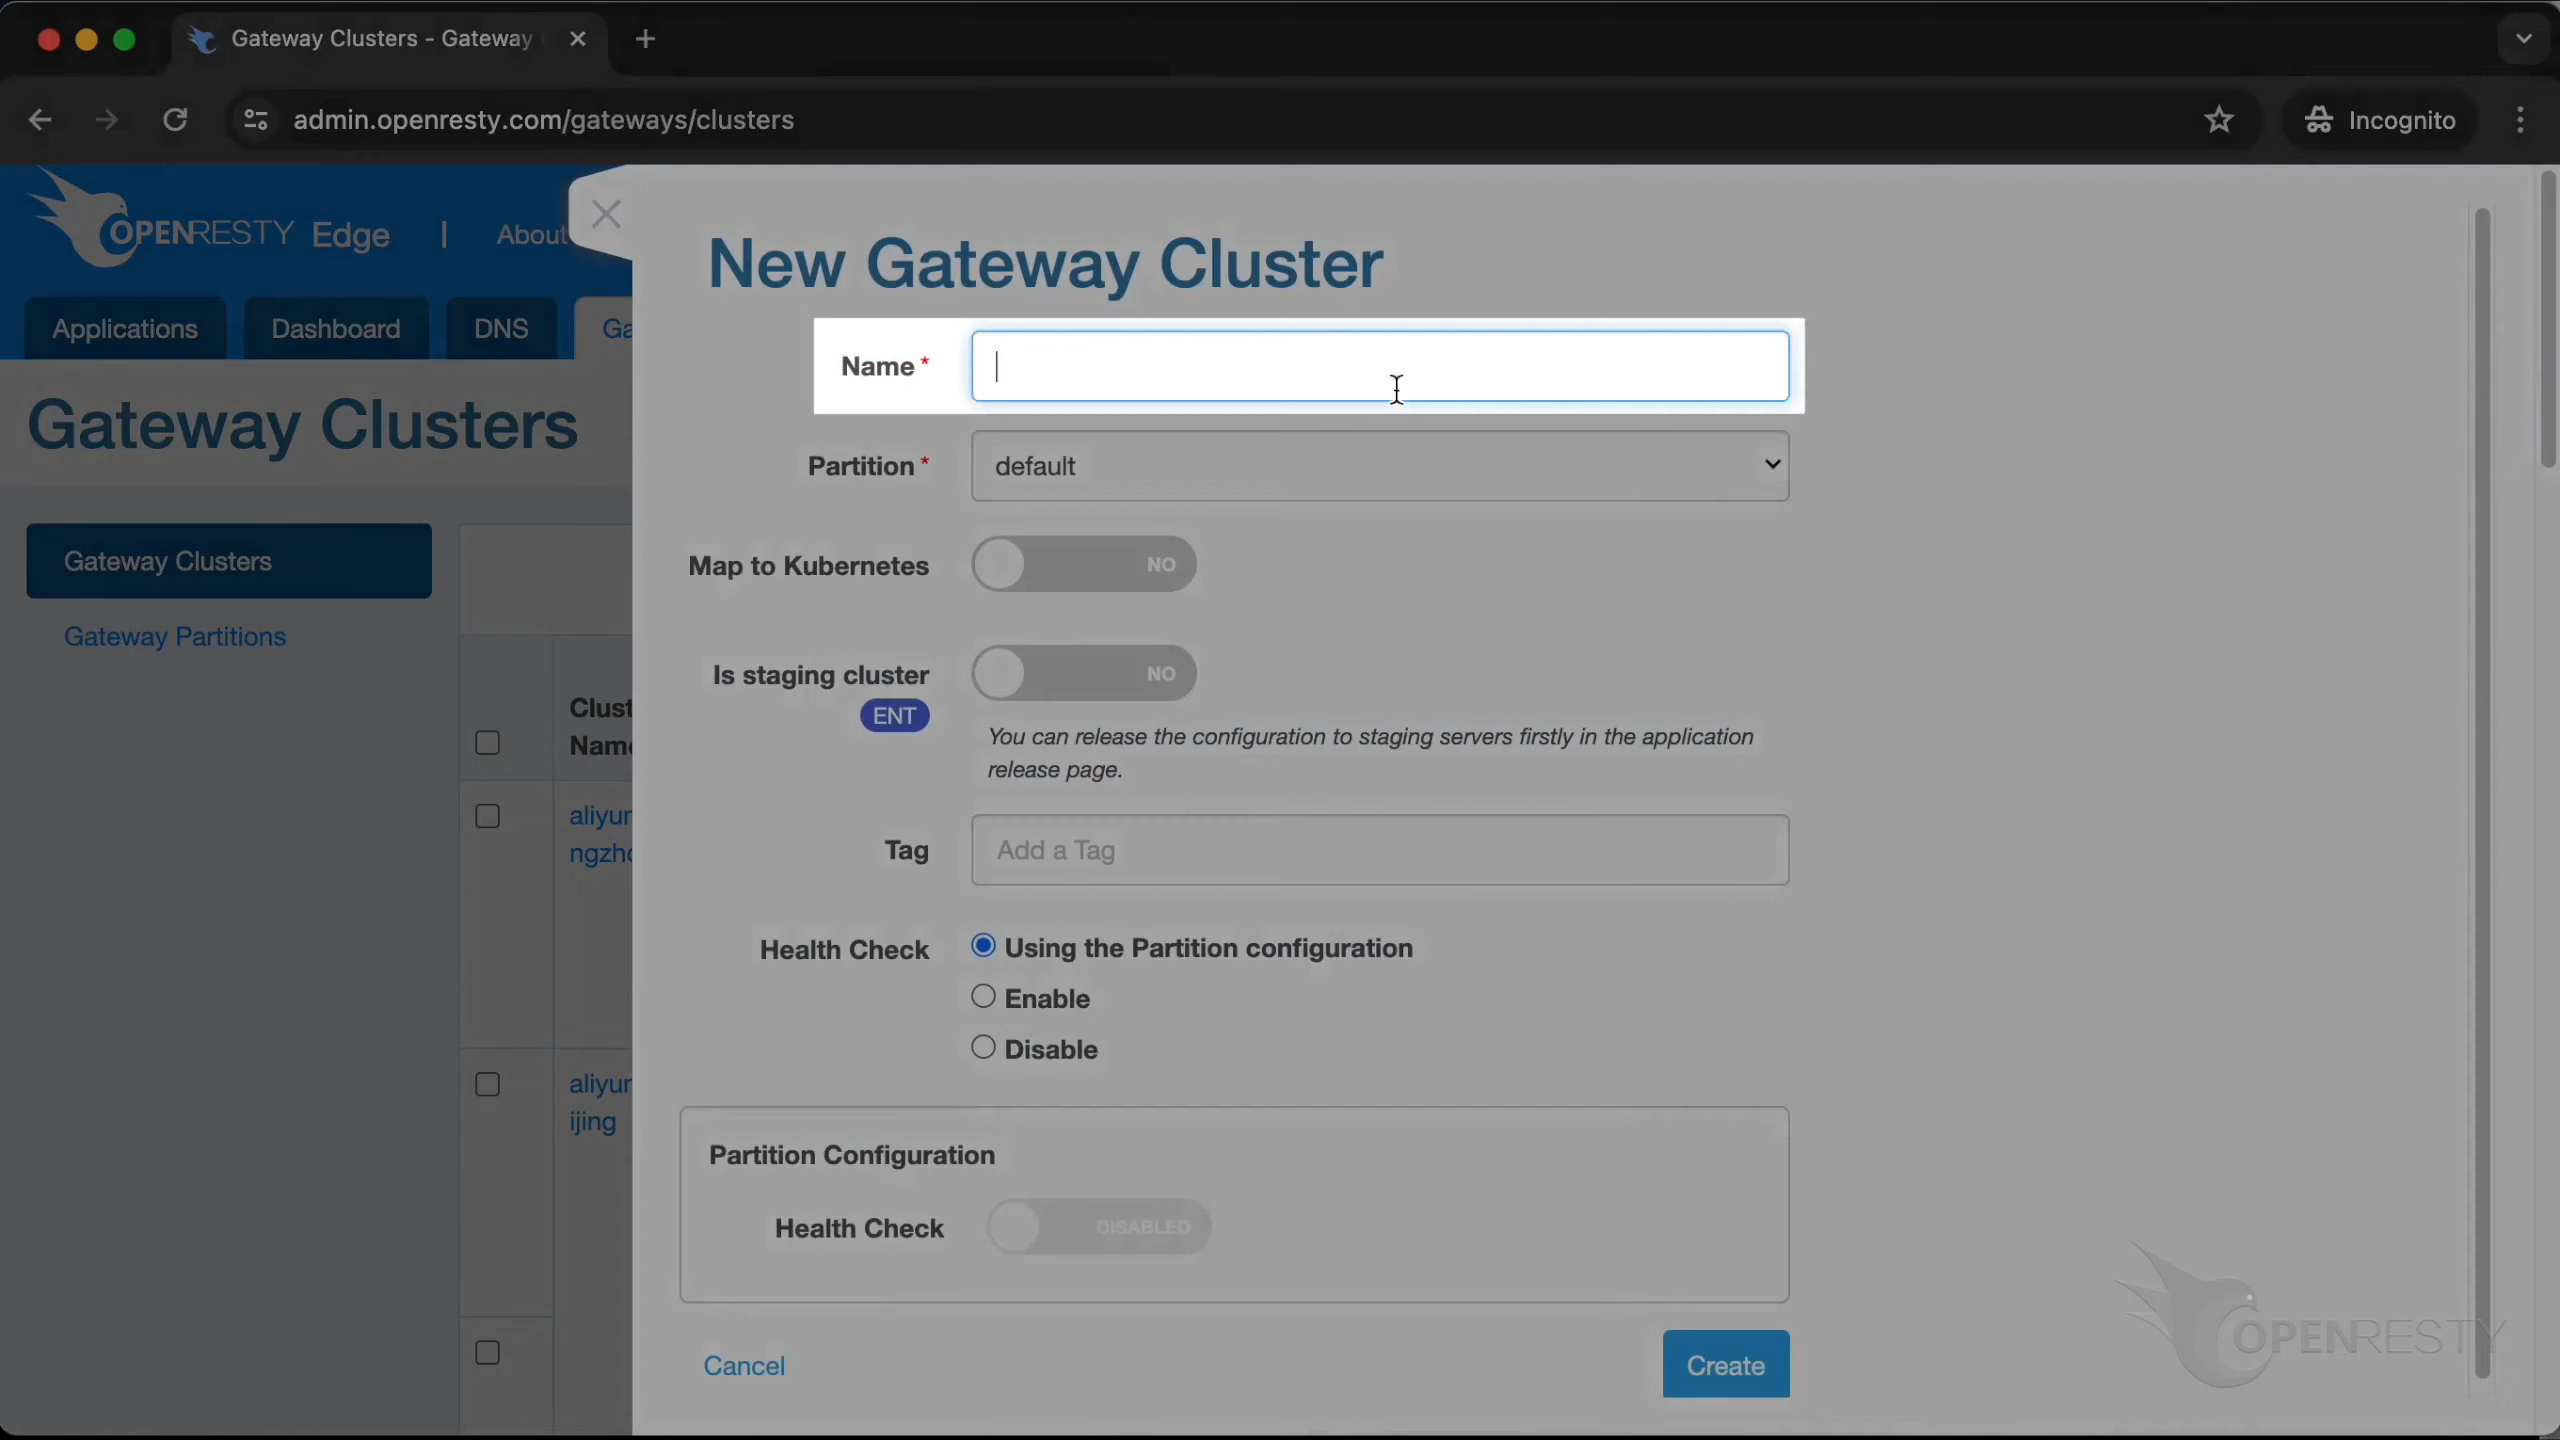 Gateway Clusters - Gateway
admin.openresty.com/gateways/clusters
Incognito
OPENRESTY Edge | About
Applications
Dashboard
DNS
Ga
Gateway Clusters
Gateway Clusters
Gateway Partitions
Clust
Name
aliyun
ngzho
aliyun
ijing
New Gateway Cluster
Name *
Partition *
default
Map to Kubernetes
NO
Is staging cluster
NO
ENT
You can release the configuration to staging servers firstly in the application
release page.
Tag
Add a Tag
Health Check
Using the Partition configuration
Enable
Disable
Partition Configuration
Health Check
DISABLED
Cancel
Create
OPENRESTY